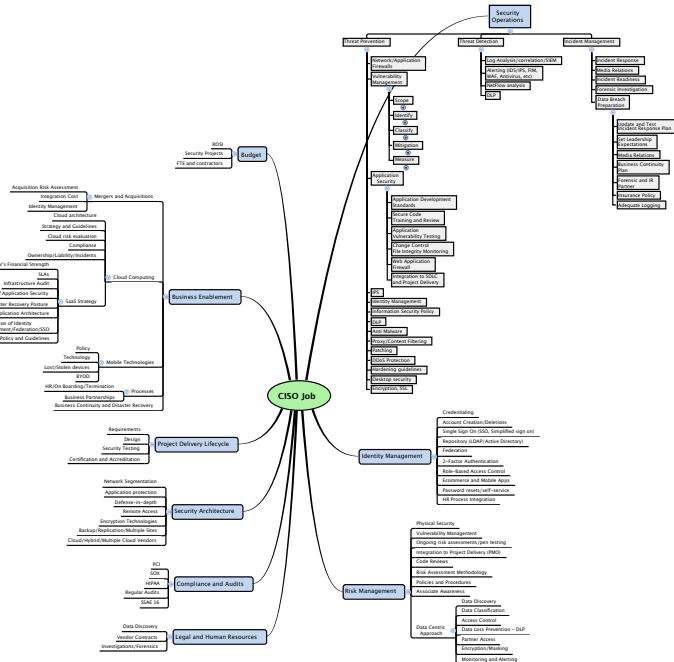 Security
Operations
Threat Prevention
Network/Application
Firewalls
Vulnerability
Management
Scope
Identify
Classify
Mitigation
Measure
Application
Security
Application Development
Standards
Secure Code
Training and Review
Application
Vulnerability Testing
Change Control
File Integrity Monitoring
Web Application
Firewall
Integration to SDLC
and Project Delivery
IPS
Identity Management
Information Security Policy
DLP
Anti Malware
Proxy/Content Filtering
Patching
DDoS Protection
Hardening guidelines
Desktop security
Encryption, SSL
Threat Detection
Log Analysis/correlation/SIEM
Alerting (IDS/IPS, FIM,
WAF, Antivirus, etc)
NetFlow analysis
DLP
Incident Management
Incident Response
Media Relations
Incident Readiness
Forensic Investigation
Data Breach
Preparation
Update and Test
Incident Response Plan
Set Leadership
Expectations
Media Relations
Business Continuity
Plan
Forensic and IR
Partner
Insurance Policy
Adequate Logging
ROSI
Security Projects
FTE and contractors
Budget
Acquisition Risk Assessment
Integration Cost
Identity Management
Mergers and Acquisitions
Cloud architecture
Strategy and Guidelines
Cloud risk evaluation
Compliance
Ownership/Liability/Incidents
Cloud Computing
's Financial Strength
SLAs
Infrastructure Audit
Application Security
Recovery Posture
Application Architecture
on of Identity
ment/Federation/SSO
Policy and Guidelines
SaaS Strategy
Business Enablement
Policy
Technology
Lost/Stolen devices
BYOD
Mobile Technologies
HR/On Boarding/Termination
Business Partnerships
Processes
Business Continuity and Disaster Recovery
CISO Job
Requirements
Design
Security Testing
Certification and Accreditation
Project Delivery Lifecycle
Network Segmentation
Application protection
Defense-in-depth
Remote Access
Encryption Technologies
Backup/Replication/Multiple Sites
Cloud/Hybrid/Multiple Cloud Vendors
Security Architecture
PCI
SOX
HIPAA
Regular Audits
SSAE 16
Compliance and Audits
Data Discovery
Vendor Contracts
Investigations/Forensics
Legal and Human Resources
Identity Management
Credentialing
Account Creation/Deletions
Single Sign On (SSO, Simplified sign on)
Repository (LDAP/Active Directory)
Federation
2-Factor Authentication
Role-Based Access Control
Ecommerce and Mobile Apps
Password resets/self-service
HR Process Integration
Risk Management
Physical Security
Vulnerability Management
Ongoing risk assessments/pen testing
Integration to Project Delivery (PMO)
Code Reviews
Risk Assessment Methodology
Policies and Procedures
Associate Awareness
Data Centric
Approach
Data Discovery
Data Classification
Access Control
Data Loss Prevention - DLP
Partner Access
Encryption/Masking
Monitoring and Alerting